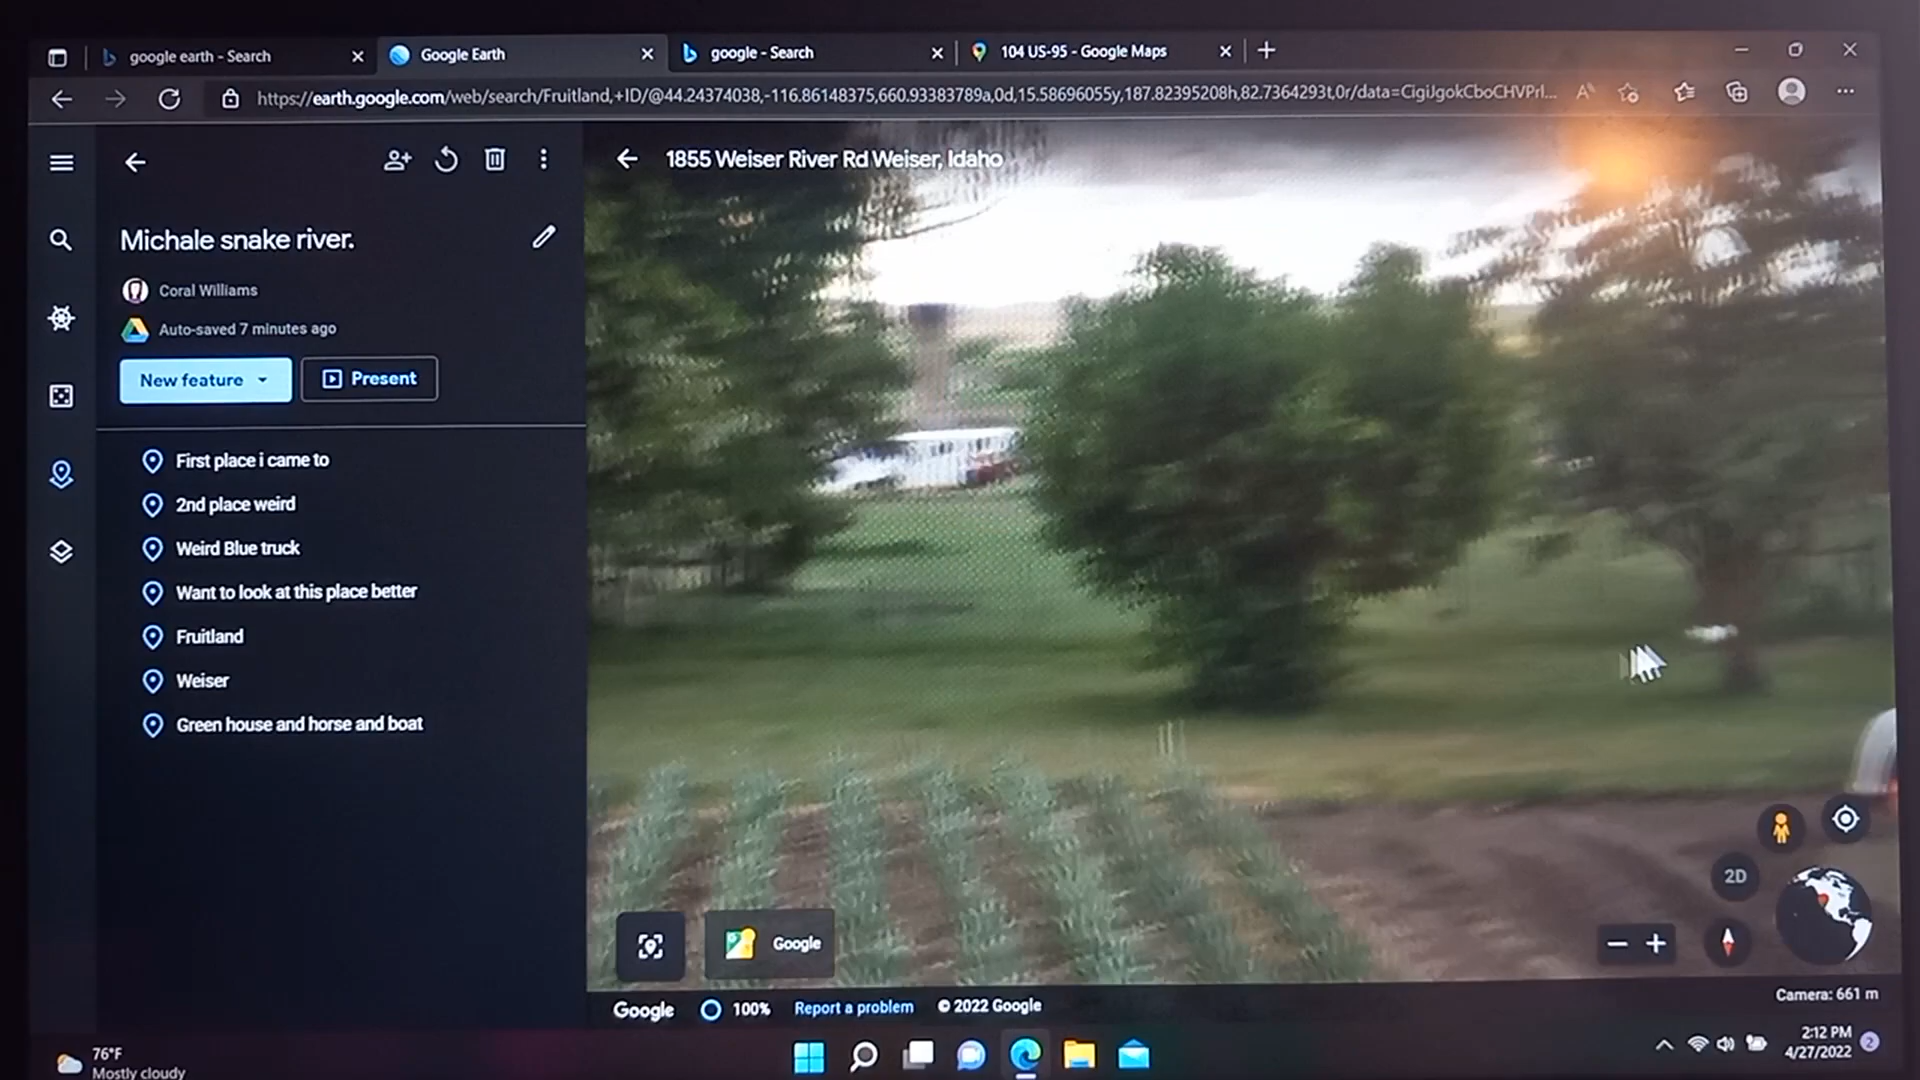 google earth - Search
Google Earth
google - Search
104 US-95 - Google Maps
https://earth.google.com/web/search/Fruitland,+ID/@44.24374038,-116.86148375,660.93383789a,0d,15.58696055y,187.82395208h,82.7364293t,0r/data=CigiJgokCboCHVPrl...
1855 Weiser River Rd Weiser, Idaho
Michale snake river.
Coral Williams
Auto-saved 7 minutes ago
New feature
Present
First place i came to
2nd place weird
Weird Blue truck
Want to look at this place better
Fruitland
Weiser
Green house and horse and boat
2D
Google
Google
100%
Report a problem
© 2022 Google
Camera: 661 m
76°F
Mostly cloudy
2:12 PM
4/27/2022
2